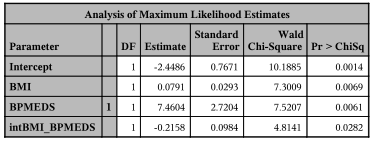 Analysis of Maximum Likelihood Estimates
Parameter DF Estimate Standard Error Wald Chi-Square Pr > ChiSq
Intercept 1 -2.4486 0.7671 10.1885 0.0014
BMI 1 0.0791 0.0293 7.3009 0.0069
BPMEDS 1 1 7.4604 2.7204 7.5207 0.0061
intBMI_BPMEDS 1 -0.2158 0.0984 4.8141 0.0282